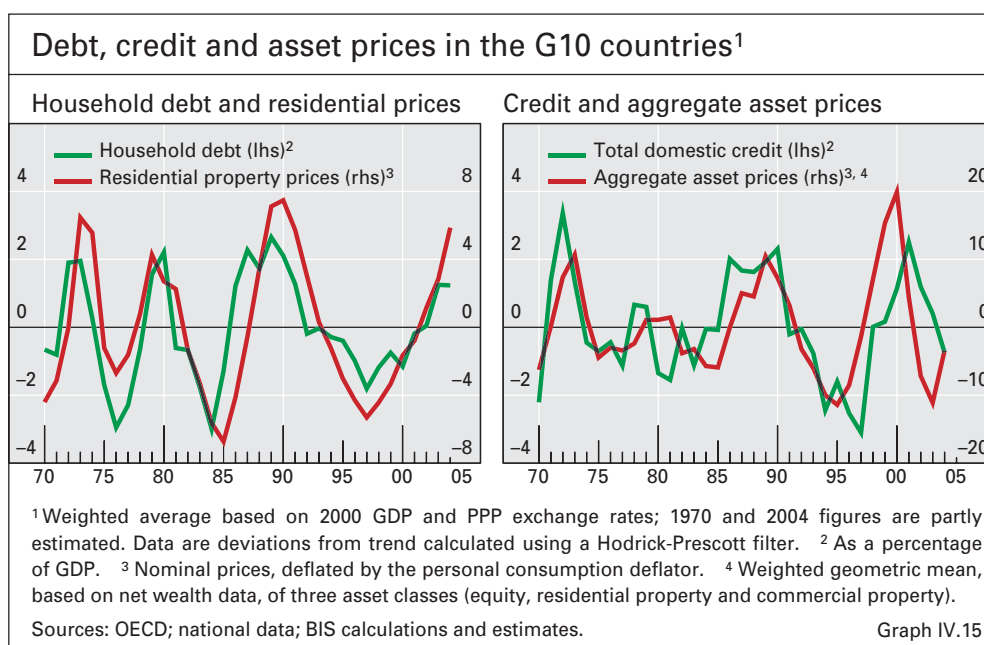 Debt, credit and asset prices in the G10 countries¹
Household debt and residential prices
Household debt (lhs)²
Residential property prices (rhs)³
4 8
2 4
0 0
–2 –4
–4 –8
70 75 80 85 90 95 00 05
Credit and aggregate asset prices
Total domestic credit (lhs)²
Aggregate asset prices (rhs)³, ⁴
4 20
2 10
0 0
–2 –10
–4 –20
70 75 80 85 90 95 00 05
¹ Weighted average based on 2000 GDP and PPP exchange rates; 1970 and 2004 figures are partly
estimated. Data are deviations from trend calculated using a Hodrick-Prescott filter. ² As a percentage
of GDP. ³ Nominal prices, deflated by the personal consumption deflator. ⁴ Weighted geometric mean,
based on net wealth data, of three asset classes (equity, residential property and commercial property).
Sources: OECD; national data; BIS calculations and estimates. Graph IV.15